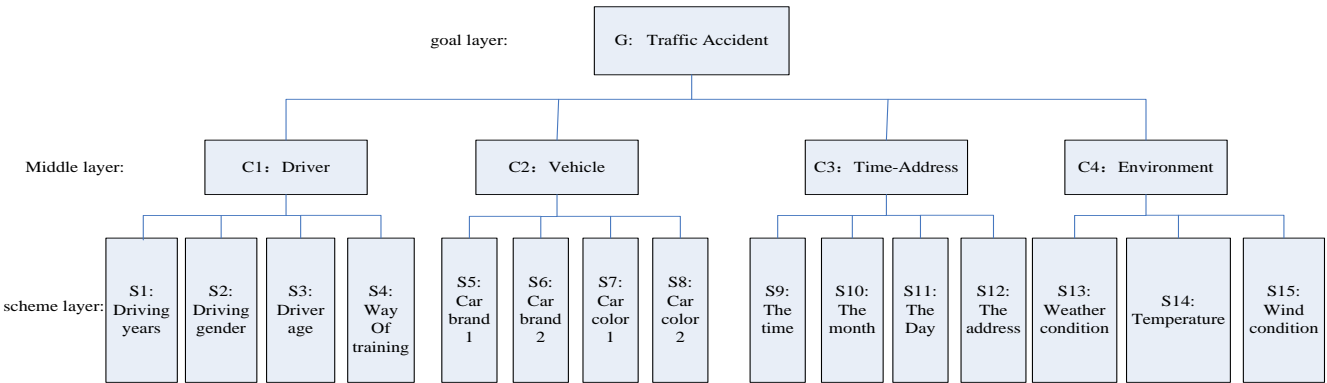 goal layer:
G: Traffic Accident
Middle layer:
C1: Driver
C2: Vehicle
C3: Time-Address
C4: Environment
scheme layer:
S1:
Driving
years
S2:
Driving
gender
S3:
Driver
age
S4:
Way
Of
training
S5:
Car
brand
1
S6:
Car
brand
2
S7:
Car
color
1
S8:
Car
color
2
S9:
The
time
S10:
The
month
S11:
The
Day
S12:
The
address
S13:
Weather
condition
S14:
Temperature
S15:
Wind
condition